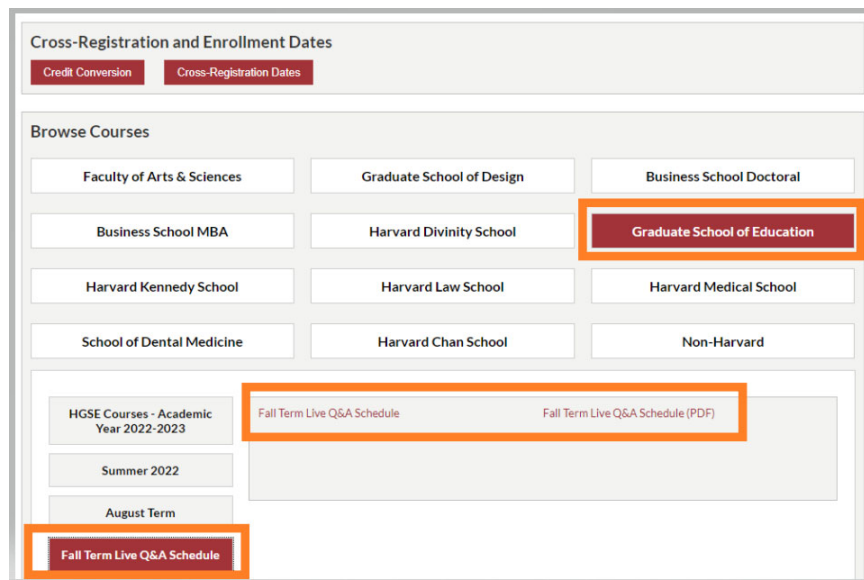 Cross-Registration and Enrollment Dates
Credit Conversion Cross-Registration Dates
Browse Courses
Faculty of Arts & Sciences Graduate School of Design Business School Doctoral
Business School MBA Harvard Divinity School Graduate School of Education
Harvard Kennedy School Harvard Law School Harvard Medical School
School of Dental Medicine Harvard Chan School Non-Harvard
HGSE Courses - Academic
Year 2022-2023
Summer 2022
August Term
Fall Term Live Q&A Schedule
Fall Term Live Q&A Schedule Fall Term Live Q&A Schedule (PDF)